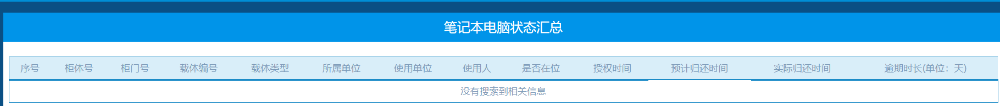 笔记本电脑状态汇总
序号 柜体号 柜门号 载体编号 载体类型 所属单位 使用单位 使用人 是否在位 授权时间 预计归还时间 实际归还时间 逾期时长(单位：天)
没有搜索到相关信息